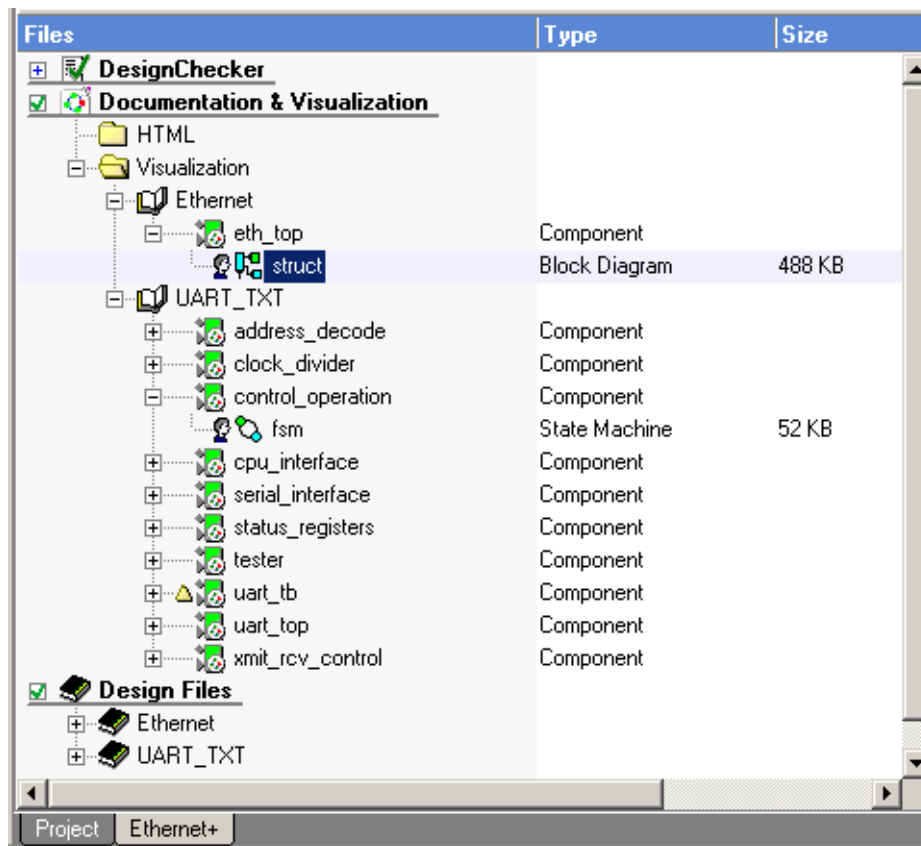 Files Type Size
DesignChecker
Documentation & Visualization
HTML
Visualization
Ethernet
eth_top Component
struct Block Diagram 488 KB
UART_TXT
address_decode Component
clock_divider Component
control_operation Component
fsm State Machine 52 KB
cpu_interface Component
serial_interface Component
status_registers Component
tester Component
uart_tb Component
uart_top Component
xmit_rcv_control Component
Design Files
Ethernet
UART_TXT
Project Ethernet+